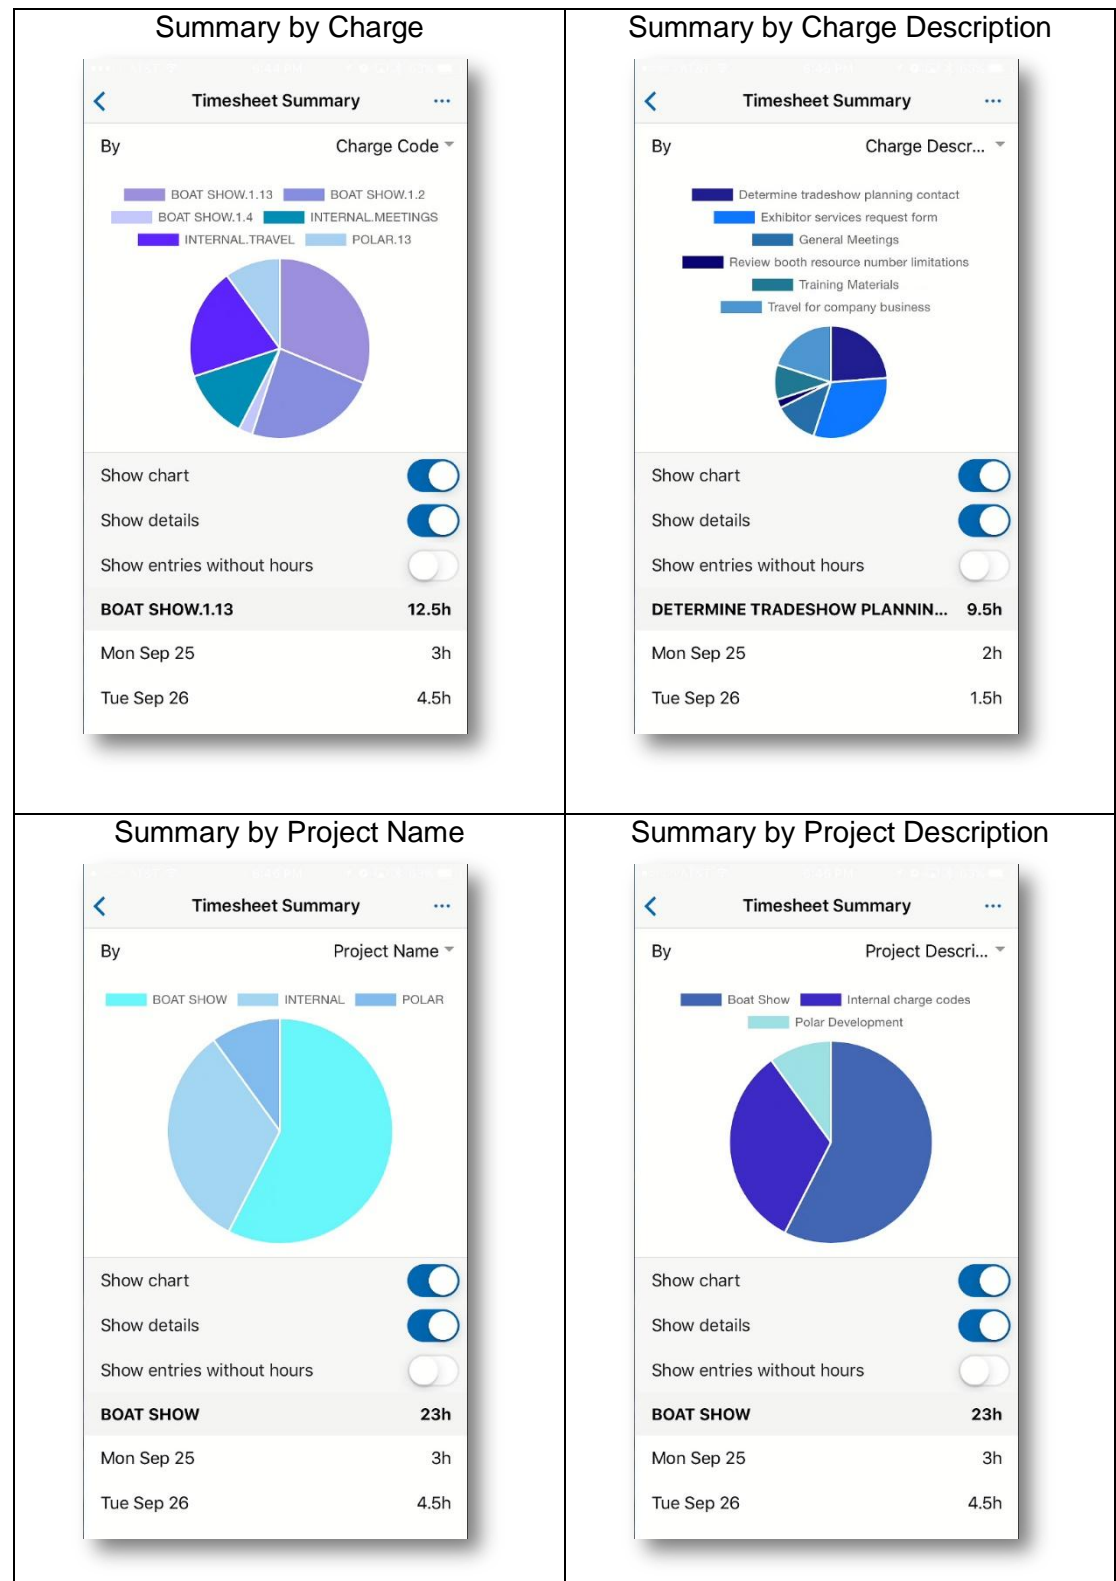 Summary by Charge
Timesheet Summary
By Charge Code
BOAT SHOW.1.13 BOAT SHOW.1.2
BOAT SHOW.1.4 INTERNAL.MEETINGS
INTERNAL.TRAVEL POLAR.13
Show chart
Show details
Show entries without hours
BOAT SHOW.1.13 12.5h
Mon Sep 25 3h
Tue Sep 26 4.5h
Summary by Charge Description
Timesheet Summary
By Charge Descr...
Determine tradeshow planning contact
Exhibitor services request form
General Meetings
Review booth resource number limitations
Training Materials
Travel for company business
Show chart
Show details
Show entries without hours
DETERMINE TRADESHOW PLANNIN... 9.5h
Mon Sep 25 2h
Tue Sep 26 1.5h
Summary by Project Name
Timesheet Summary
By Project Name
BOAT SHOW INTERNAL POLAR
Show chart
Show details
Show entries without hours
BOAT SHOW 23h
Mon Sep 25 3h
Tue Sep 26 4.5h
Summary by Project Description
Timesheet Summary
By Project Descri...
Boat Show Internal charge codes
Polar Development
Show chart
Show details
Show entries without hours
BOAT SHOW 23h
Mon Sep 25 3h
Tue Sep 26 4.5h